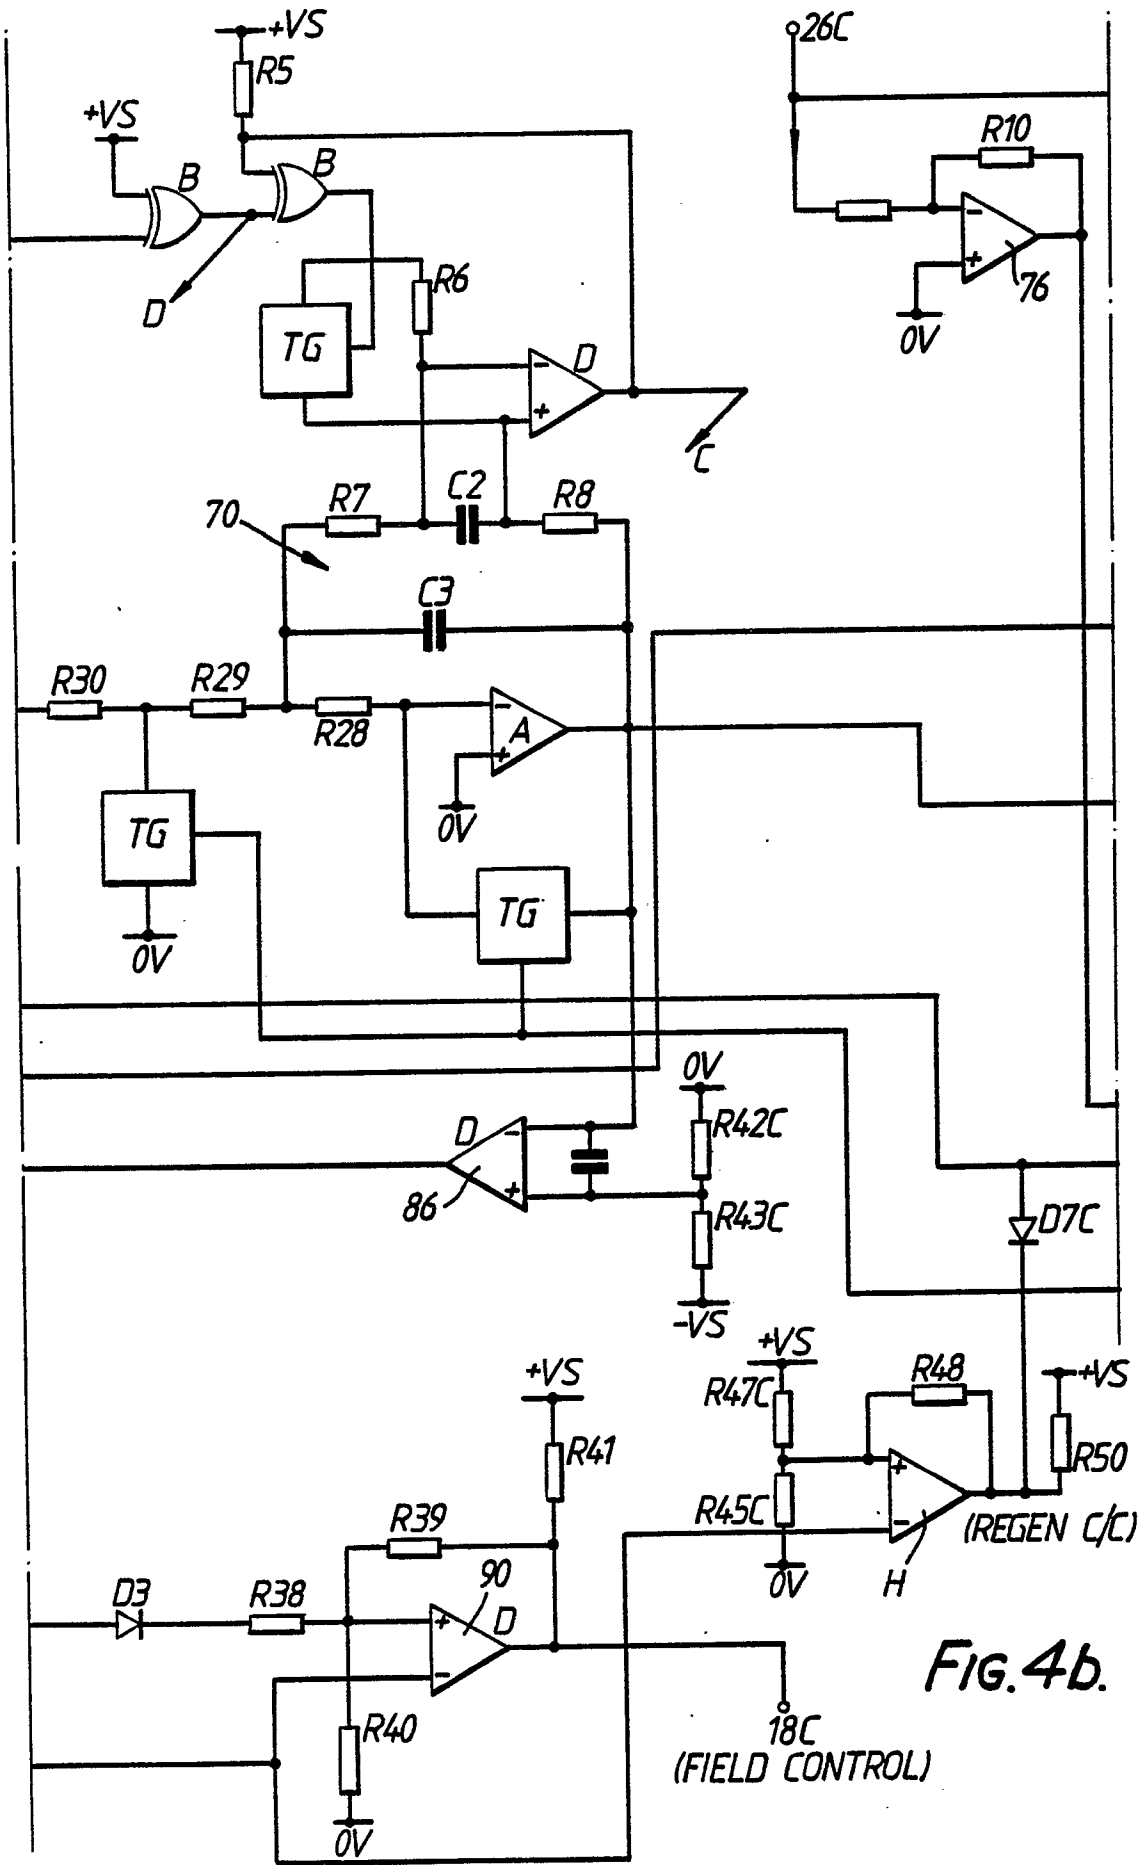 +VS
26C
R5
+VS
R10
B
B
D
R6
76
0V
TG
D
-
+
-
+
C
R7
C2
R8
70
C3
R30
R29
R28
-
A
+
0V
TG
TG
0V
0V
D
-
R42C
86
+
R43C
D7C
-VS
+VS
+VS
R47C
R48
+VS
R41
+
R50
R45C
R39
-
(REGEN C/C)
90
0V
H
D3
R38
+
D
-
FIG. 4b.
R40
18C
(FIELD CONTROL)
0V